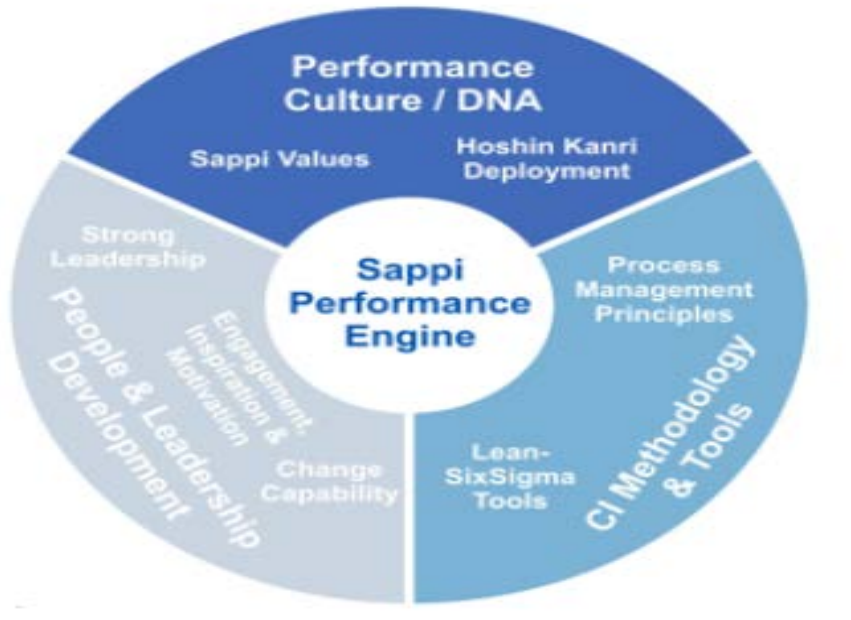 Performance
Culture / DNA
Sappi Values
Hoshin Kanri
Deployment
Sappi
Performance
Engine
Process
Management
Principles
Lean-
SixSigma
Tools
CI Methodology
& Tools
Strong
Leadership
Engagement,
Inspiration &
Motivation
Change
Capability
People & Leadership
Development